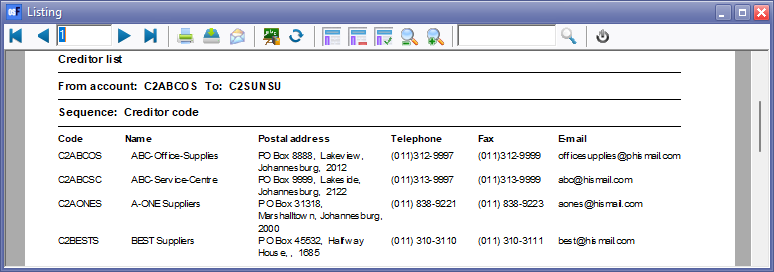 Listing
1
Creditor list
From account: C2ABCOS To: C2SUNSU
Sequence: Creditor code
Code Name Postal address Telephone Fax E-mail
C2ABCOS ABC-Office-Supplies PO Box 8888, Lakeview, (011)312-9997 (011)312-9999 officesupplies@phismail.com
Johannesburg, 2012
C2ABCSC ABC-Service-Centre PO Box 9999, Lakeside, (011)313-9997 (011)313-9999 abc@hismail.com
Johannesburg, 2122
C2AONES A-ONE Suppliers P O Box 31318, (011) 838-9221 (011) 838-9223 aones@hismail.com
Marshalltown, Johannesburg,
2000
C2BESTS BEST Suppliers P O Box 45532, Halfway (011) 310-3110 (011) 310-3111 best@hismail.com
House, , 1685